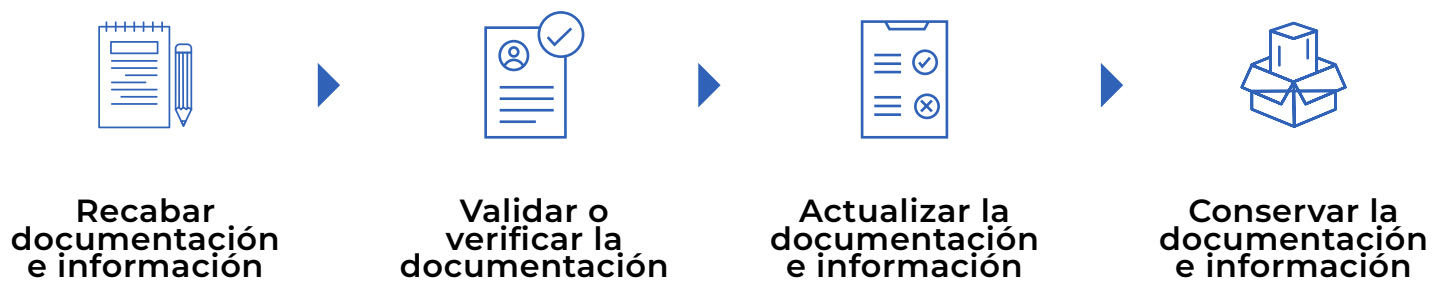 Recabar
documentación
e información
Validar o
verificar la
documentación
Actualizar la
documentación
e información
Conservar la
documentación
e información